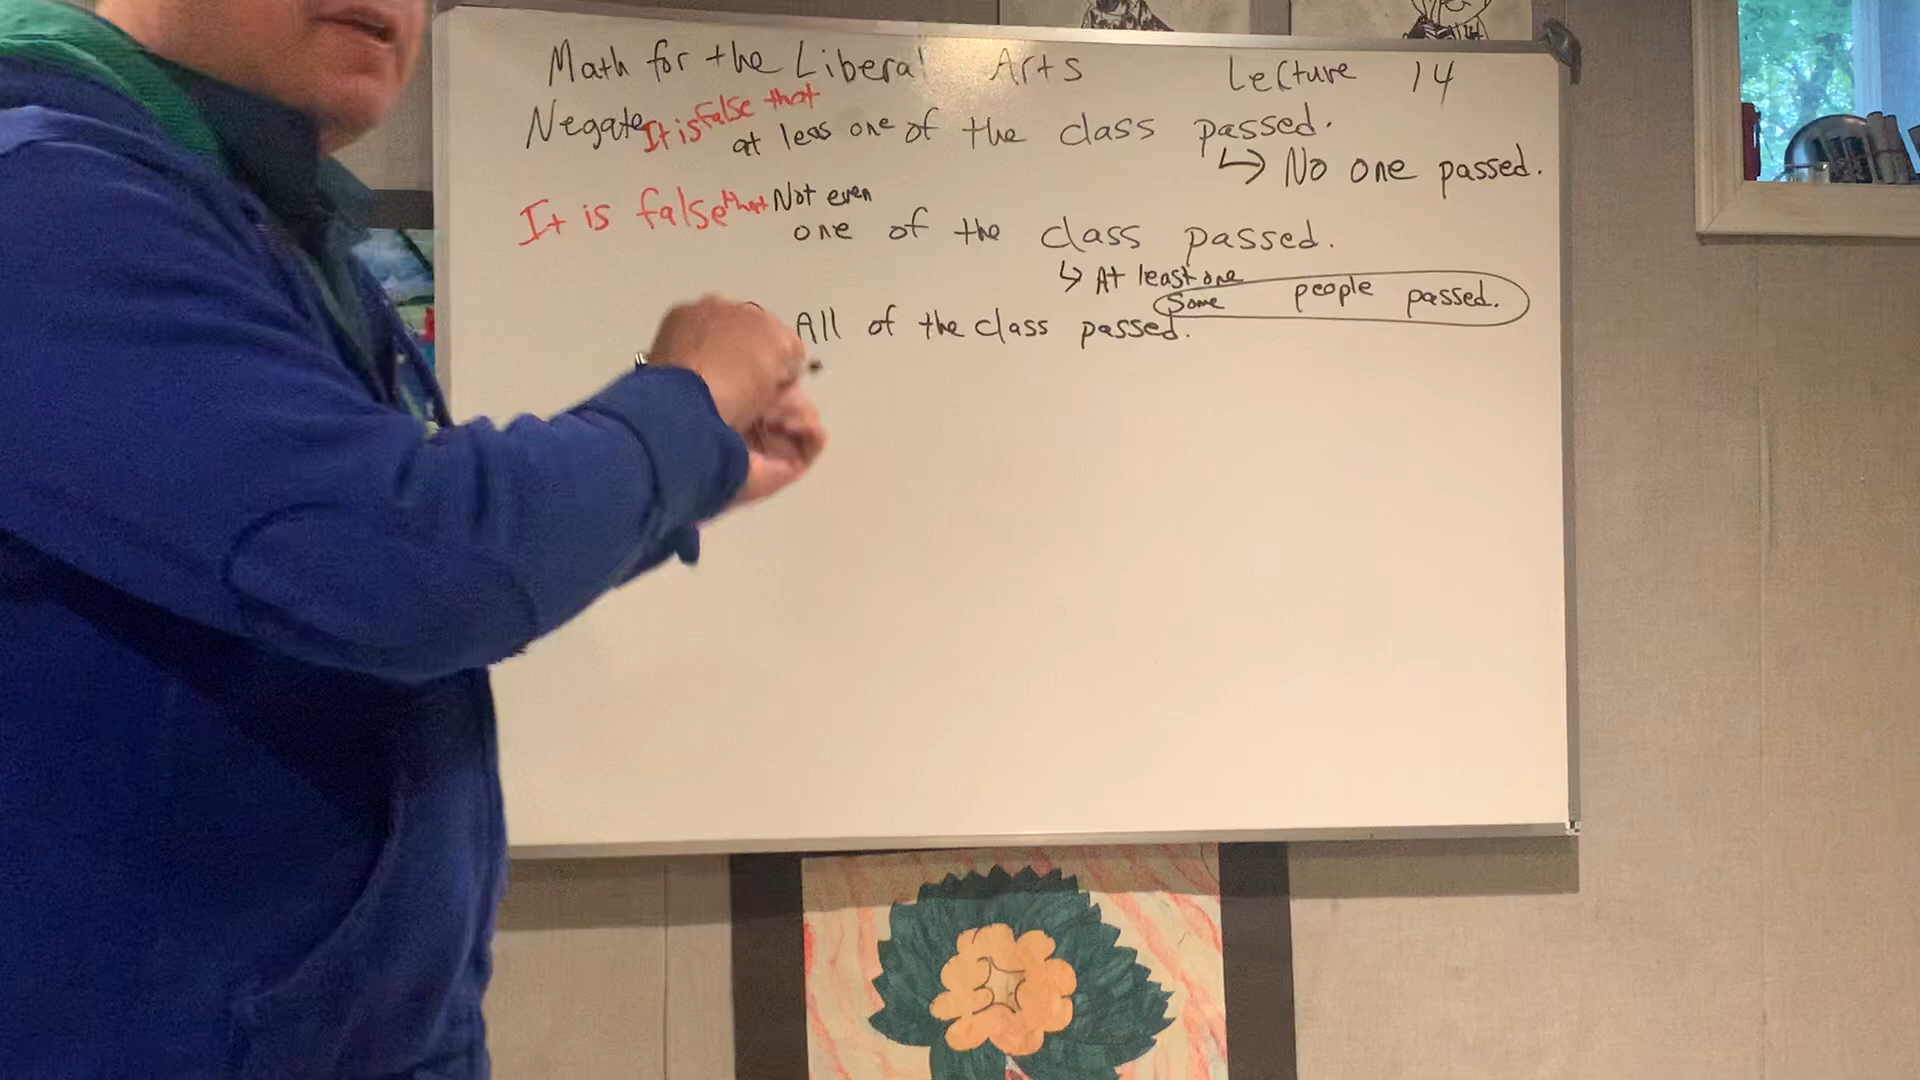 Math for the Liberal Arts Lecture 14
Negate It is false that at leas one of the class passed.
↳ No one passed.
It is false that Not even one of the class passed.
↳ At least one
Some people passed.
All of the class passed.